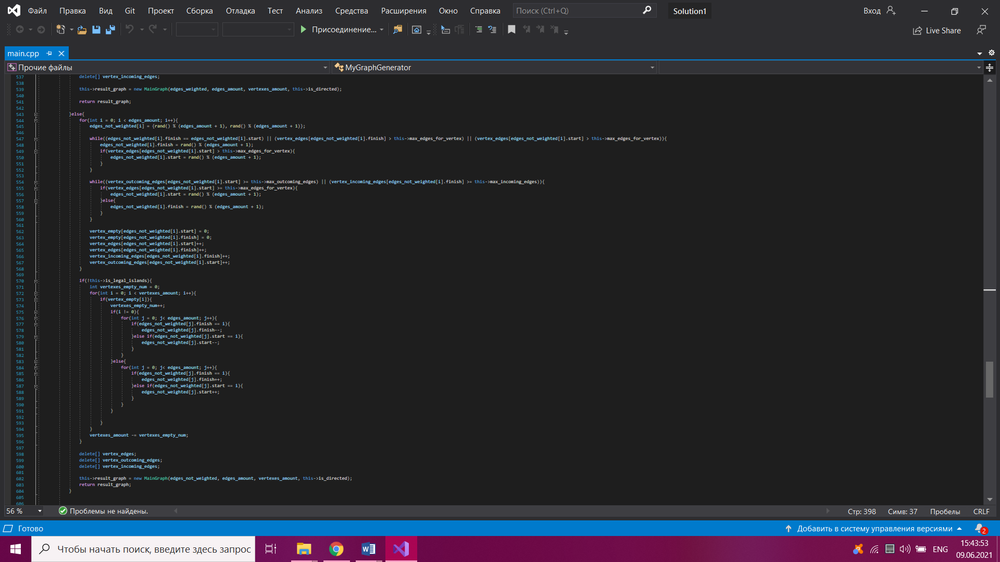 Файл Правка Вид Git Проект Сборка Отладка Тест Анализ Средства Расширения Окно Справка Поиск (Ctrl+Q) Solution1 Вход
Присоединение... Live Share
main.cpp
Прочие файлы MyGraphGenerator
537 delete[] vertex_incoming_edges;
538
539 this->result_graph = new MainGraph(edges_weighted, edges_amount, vertexes_amount, this->is_directed);
540
541 return result_graph;
542
543 }else{
544 for(int i = 0; i < edges_amount; i++){
545 edges_not_weighted[i] = {rand() % (edges_amount + 1), rand() % (edges_amount + 1)};
546
547 while((edges_not_weighted[i].finish == edges_not_weighted[i].start) || (vertex_edges[edges_not_weighted[i].finish] > this->max_edges_for_vertex) || (vertex_edges[edges_not_weighted[i].start] > this->max_edges_for_vertex)){
548 edges_not_weighted[i].finish = rand() % (edges_amount + 1);
549 if(vertex_edges[edges_not_weighted[i].start] > this->max_edges_for_vertex){
550 edges_not_weighted[i].start = rand() % (edges_amount + 1);
551 }
552 }
553
554 while((vertex_outcoming_edges[edges_not_weighted[i].start] >= this->max_outcoming_edges) || (vertex_incoming_edges[edges_not_weighted[i].finish] >= this->max_incoming_edges)){
555 if(vertex_edges[edges_not_weighted[i].start] >= this->max_edges_for_vertex){
556 edges_not_weighted[i].start = rand() % (edges_amount + 1);
557 }else{
558 edges_not_weighted[i].finish = rand() % (edges_amount + 1);
559 }
560 }
561
562 vertex_empty[edges_not_weighted[i].start] = 0;
563 vertex_empty[edges_not_weighted[i].finish] = 0;
564 vertex_edges[edges_not_weighted[i].start]++;
565 vertex_edges[edges_not_weighted[i].finish]++;
566 vertex_incoming_edges[edges_not_weighted[i].finish]++;
567 vertex_outcoming_edges[edges_not_weighted[i].start]++;
568 }
569
570 if(!this->is_legal_islands){
571 int vertexes_empty_num = 0;
572 for(int i = 0; i < vertexes_amount; i++){
573 if(vertex_empty[i]){
574 vertexes_empty_num++;
575 if(i != 0){
576 for(int j = 0; j< edges_amount; j++){
577 if(edges_not_weighted[j].finish == i){
578 edges_not_weighted[j].finish--;
579 }else if(edges_not_weighted[j].start == i){
580 edges_not_weighted[j].start--;
581 }
582 }
583 }else{
584 for(int j = 0; j< edges_amount; j++){
585 if(edges_not_weighted[j].finish == i){
586 edges_not_weighted[j].finish++;
587 }else if(edges_not_weighted[j].start == i){
588 edges_not_weighted[j].start++;
589 }
590 }
591 }
592
593 }
594 }
595 vertexes_amount -= vertexes_empty_num;
596 }
597
598 delete[] vertex_edges;
599 delete[] vertex_outcoming_edges;
600 delete[] vertex_incoming_edges;
601
602 this->result_graph = new MainGraph(edges_not_weighted, edges_amount, vertexes_amount, this->is_directed);
603 return result_graph;
604 }
605
606
56 % Проблемы не найдены. Стр: 398 Симв: 37 Пробелы CRLF
Готово Добавить в систему управления версиями 2
Чтобы начать поиск, введите здесь запрос ENG 15:43:53
09.06.2021